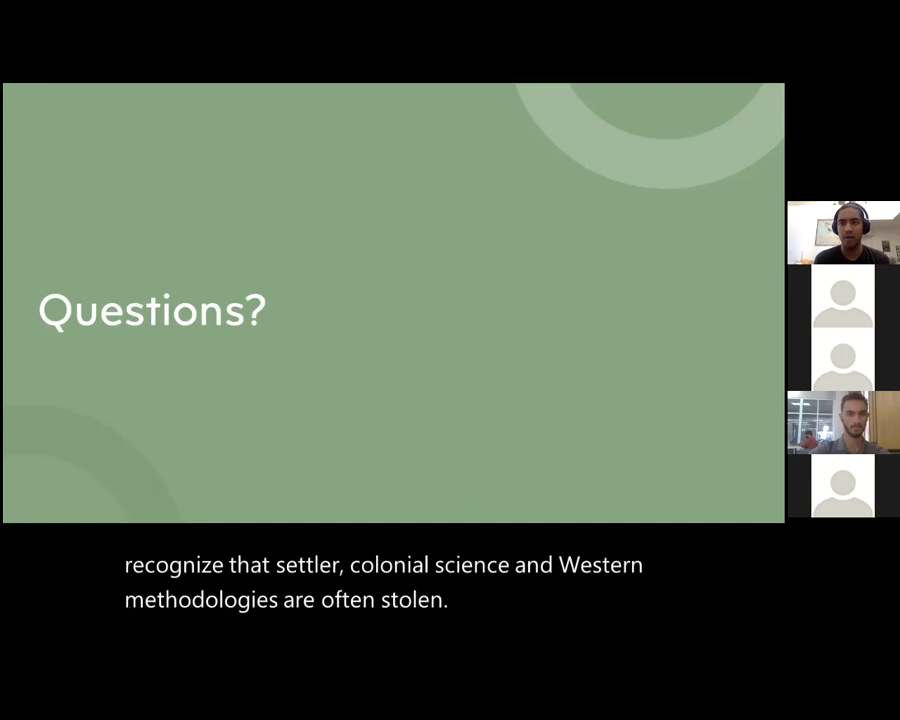 Questions?
recognize that settler, colonial science and Western
methodologies are often stolen.